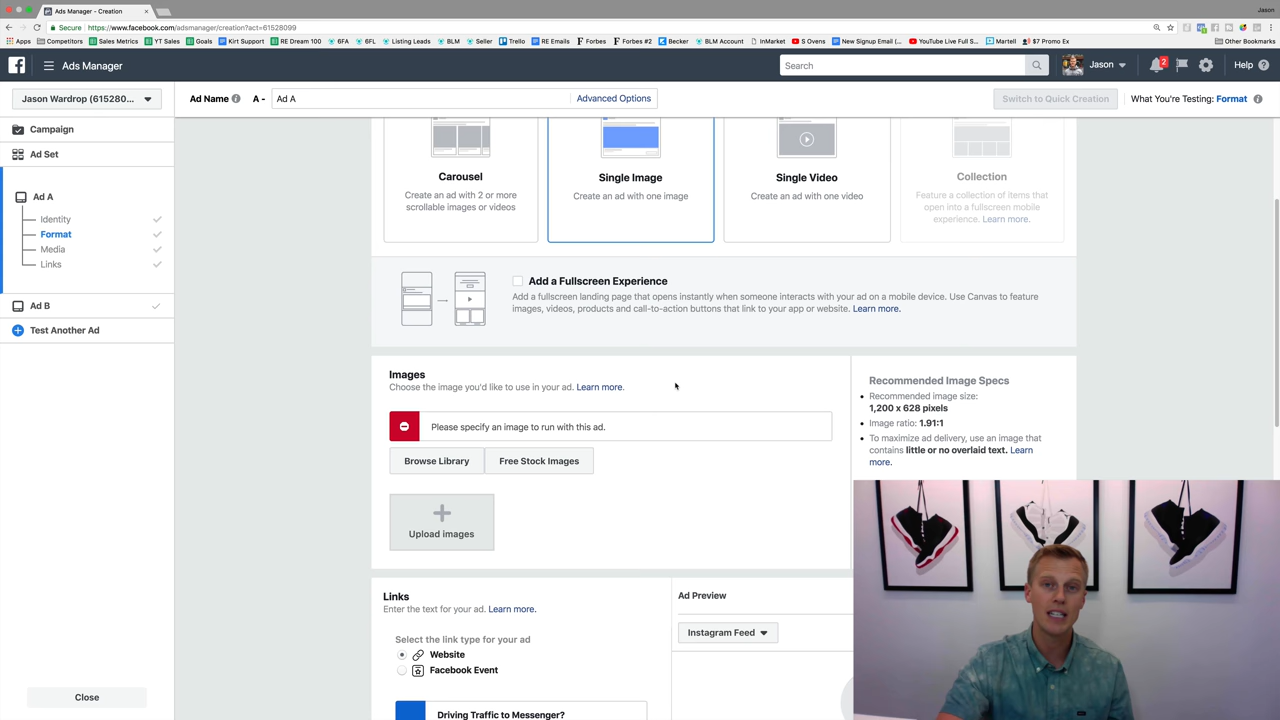 Ads Manager - Creation
Jason
Secure
https://www.facebook.com/adsmanager/creation?act=61528099
Apps
Competitors
Sales Metrics
YT Sales
Goals
Kirt Support
RE Dream 100
6FA
6FL
Listing Leads
BLM
Seller
Trello
RE Emails
Forbes
Forbes #2
Becker
BLM Account
InMarket
S Ovens
New Signup Email (...
YouTube Live Full S...
Martell
$7 Promo Ex
Other Bookmarks
Ads Manager
Search
Jason
2
Help
Jason Wardrop (615280...
Ad Name
A -
Ad A
Advanced Options
Switch to Quick Creation
What You're Testing: Format
Campaign
Ad Set
Ad A
Identity
Format
Media
Links
Ad B
Test Another Ad
Close
Carousel
Create an ad with 2 or more
scrollable images or videos
Single Image
Create an ad with one image
Single Video
Create an ad with one video
Collection
Feature a collection of items that
open into a fullscreen mobile
experience. Learn more.
Add a Fullscreen Experience
Add a fullscreen landing page that opens instantly when someone interacts with your ad on a mobile device. Use Canvas to feature
images, videos, products and call-to-action buttons that link to your app or website. Learn more.
Images
Choose the image you'd like to use in your ad. Learn more.
Please specify an image to run with this ad.
Browse Library
Free Stock Images
Upload images
Recommended Image Specs
Recommended image size:
1,200 x 628 pixels
Image ratio: 1.91:1
To maximize ad delivery, use an image that
contains little or no overlaid text. Learn
more.
Links
Enter the text for your ad. Learn more.
Select the link type for your ad
Website
Facebook Event
Driving Traffic to Messenger?
Ad Preview
Instagram Feed